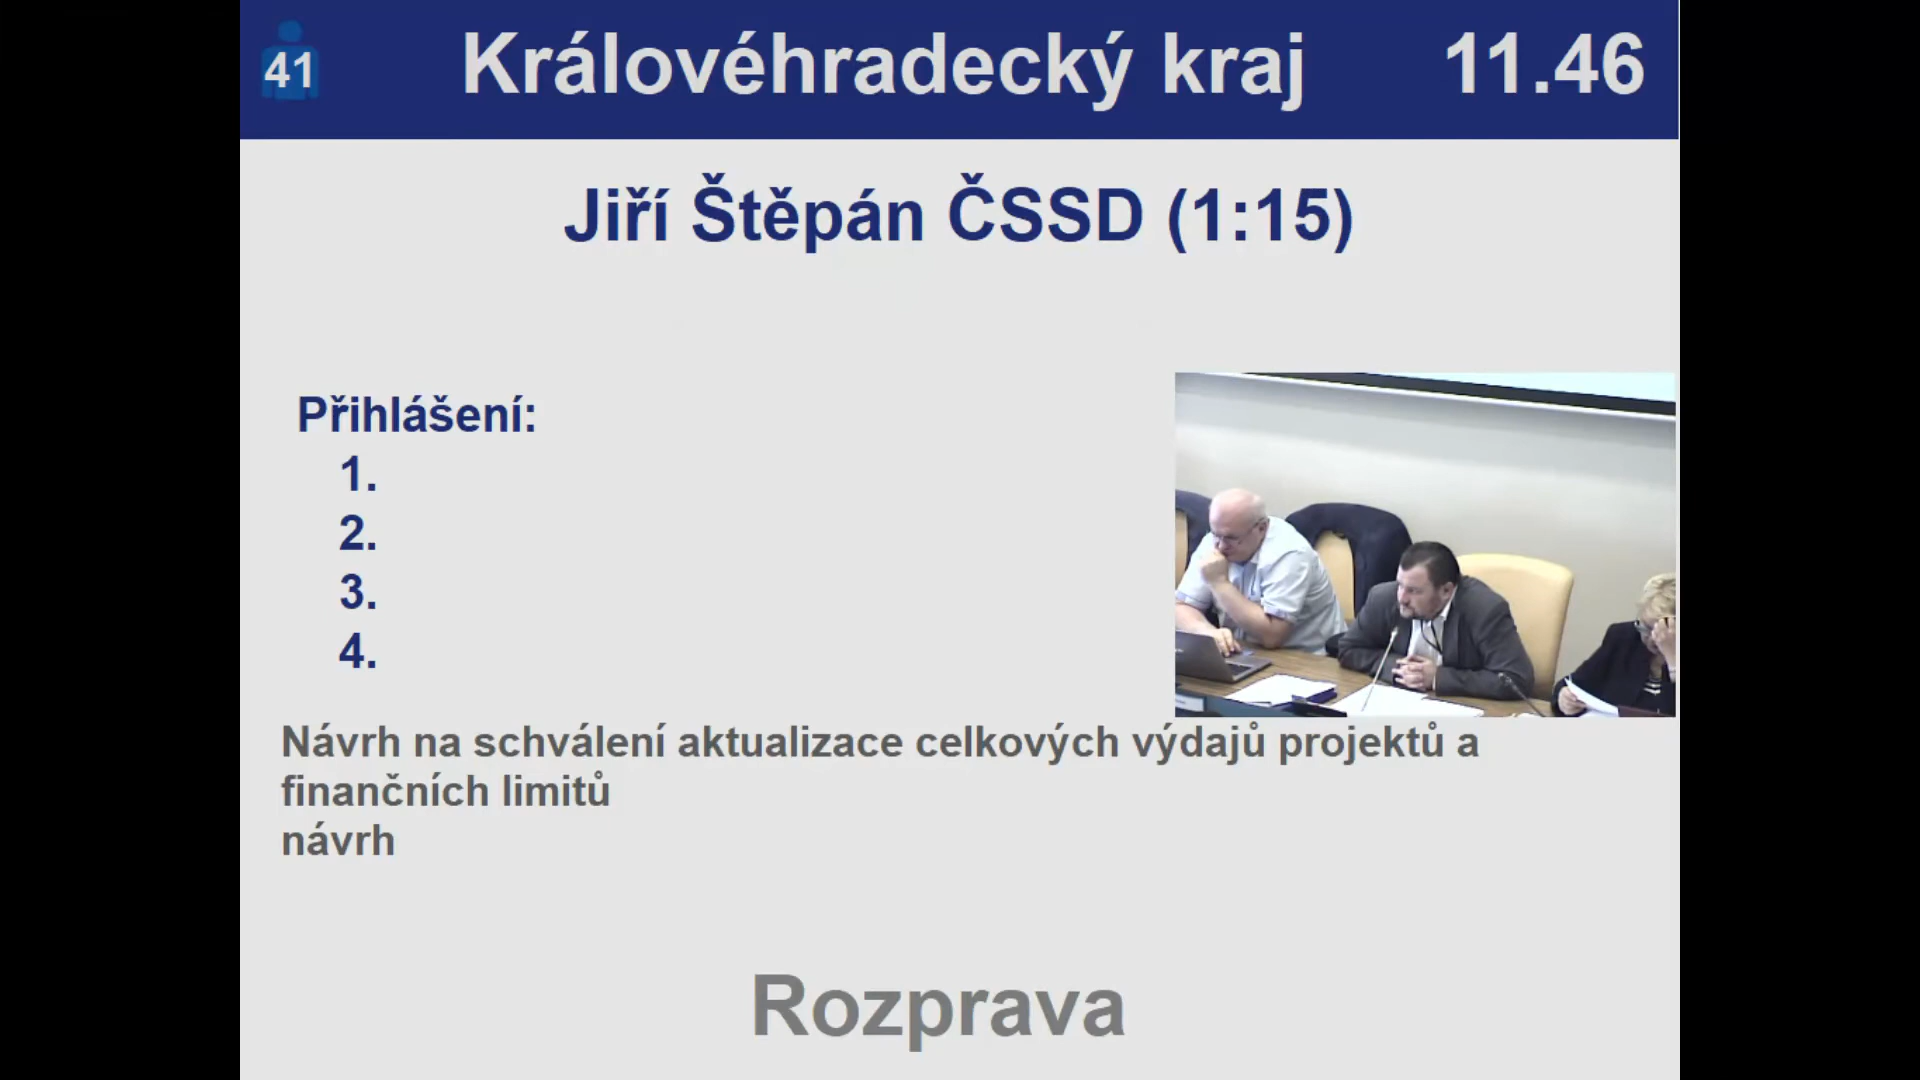 41 Královéhradecký kraj 11.46
Jiří Štěpán ČSSD (1:15)
Přihlášení:
1.
2.
3.
4.
Návrh na schválení aktualizace celkových výdajů projektů a
finančních limitů
návrh
Rozprava